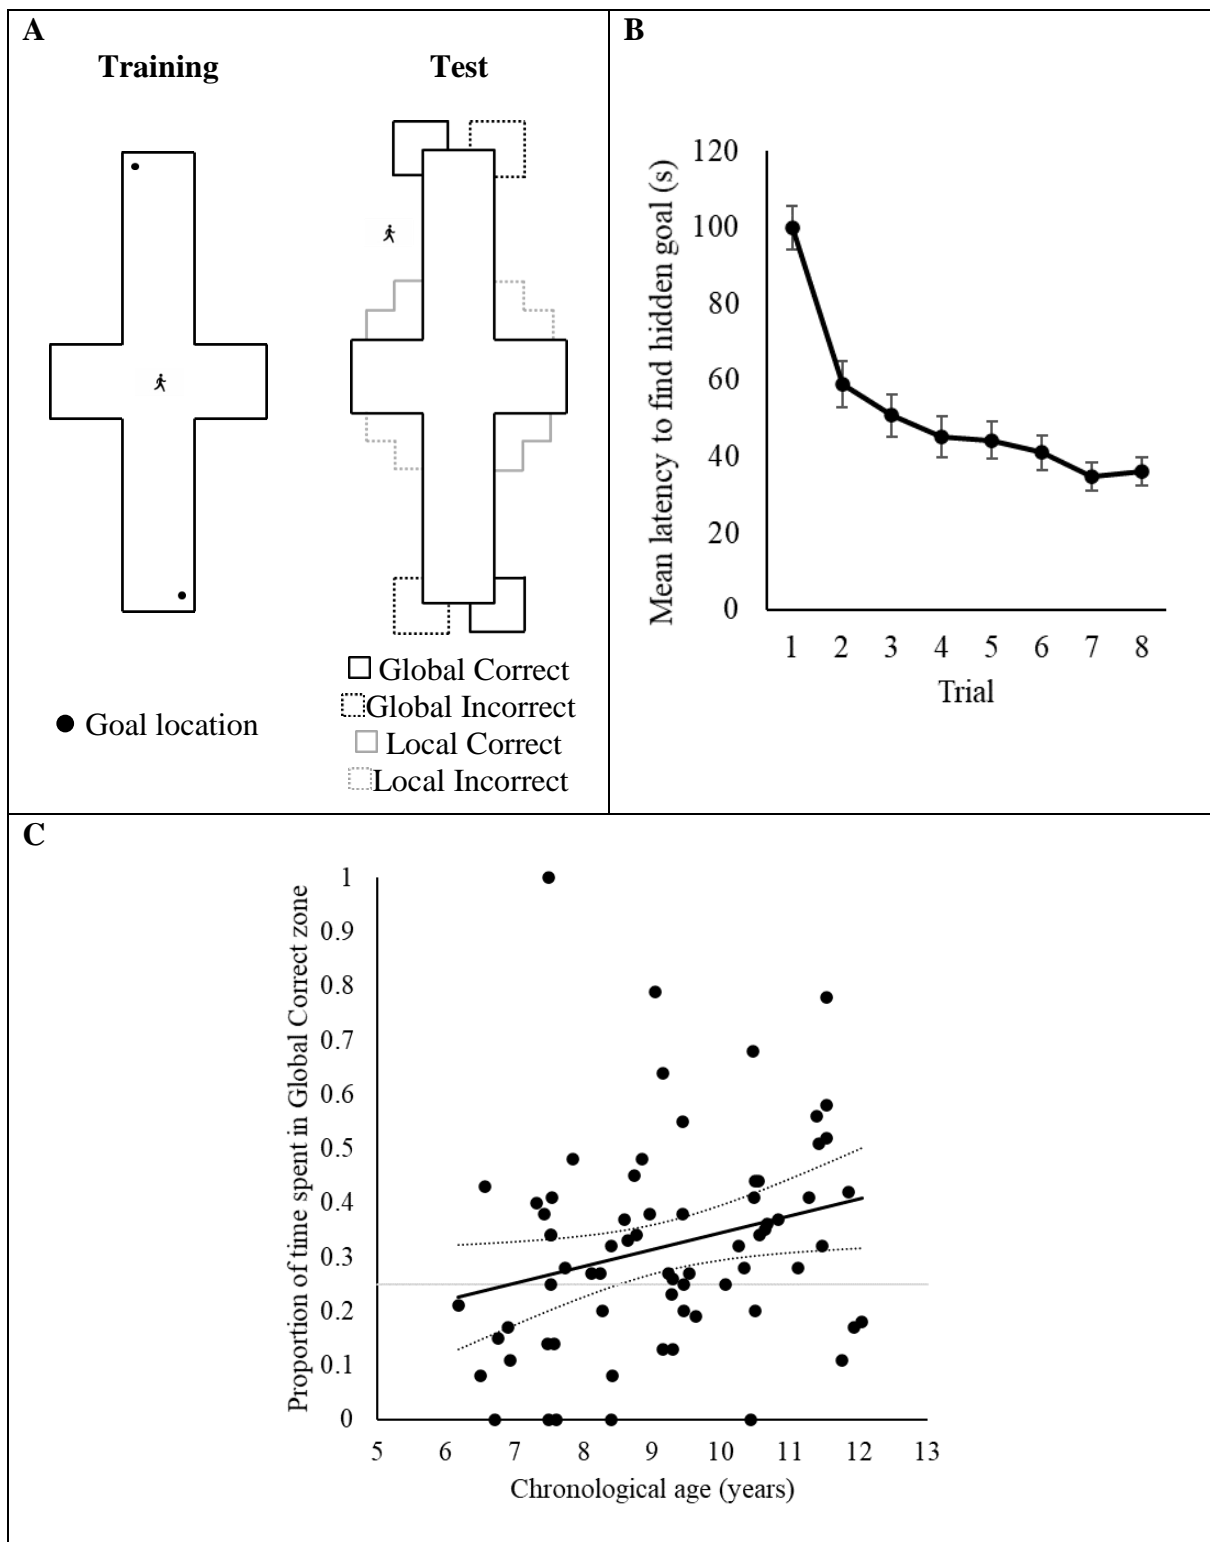 A
Training
Test
Goal location
Global Correct
Global Incorrect
Local Correct
Local Incorrect
B
Mean latency to find hidden goal (s)
120
100
80
60
40
20
0
1 2 3 4 5 6 7 8
Trial
C
Proportion of time spent in Global Correct zone
1
0.9
0.8
0.7
0.6
0.5
0.4
0.3
0.2
0.1
0
5 6 7 8 9 10 11 12 13
Chronological age (years)